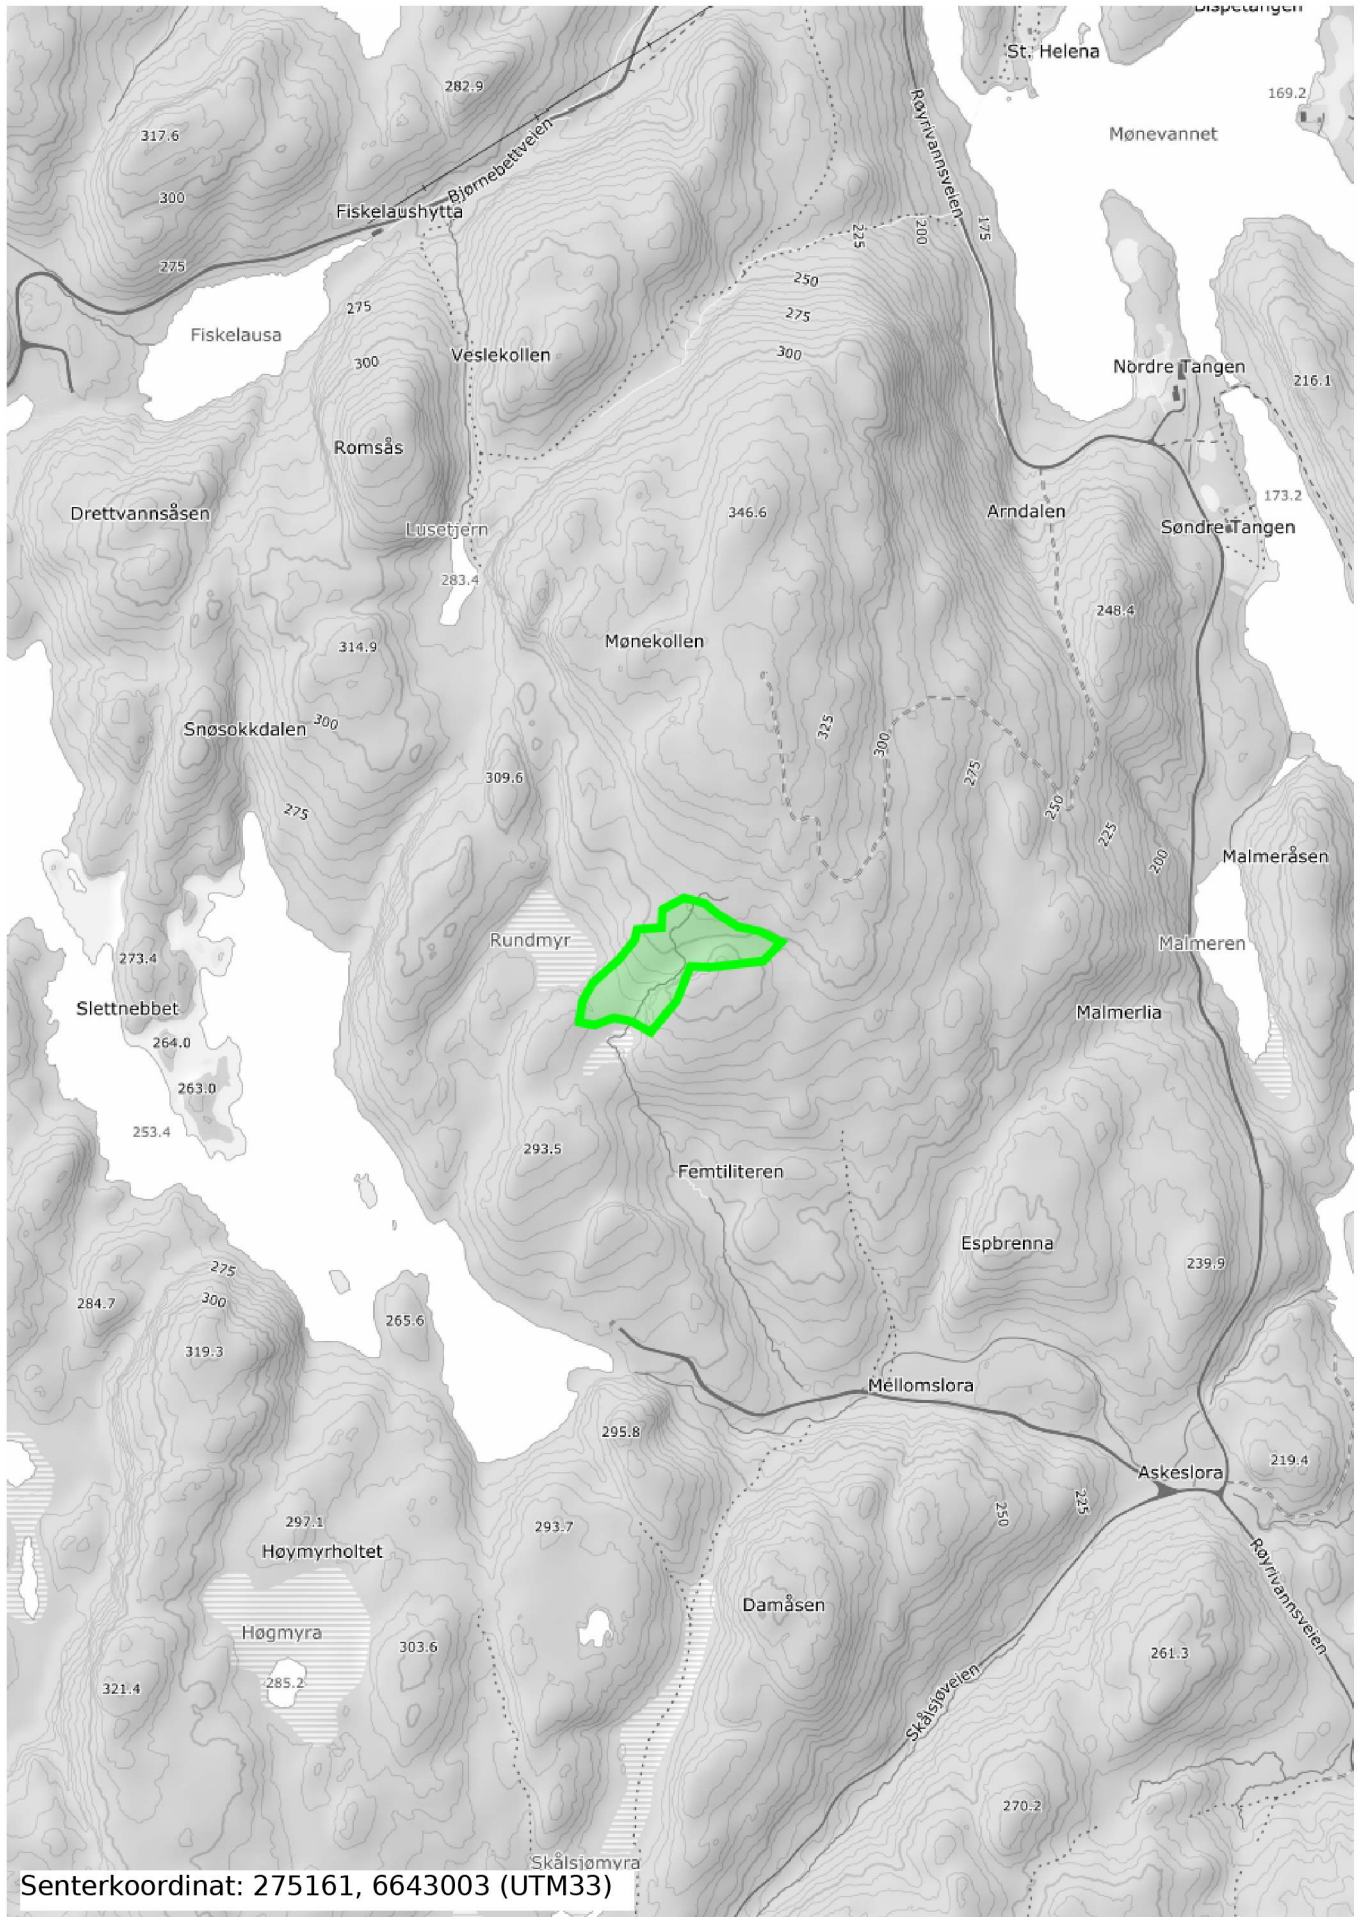 Bispetangen
St. Helena
282.9
169.2
317.6
Mønevannet
Røyrivannsveien
Bjørnebettveien
300
Fiskelaushytta
175
200
225
275
250
275
275
300
Fiskelausa
Veslekollen
300
Nordre Tangen
216.1
Romsås
173.2
Drettvannsåsen
346.6
Arndalen
Søndre Tangen
Lusetjern
283.4
248.4
Mønekollen
314.9
300
Snøsokkdalen
325
300
275
309.6
250
275
225
200
Malmeråsen
Rundmyr
Malmeren
273.4
Slettnebbet
Malmerlia
264.0
263.0
253.4
293.5
Femtiliteren
Espbrenna
275
239.9
284.7
300
265.6
319.3
Mellomslora
295.8
219.4
Askeslora
297.1
293.7
250
225
Høymyrholtet
Røyrivannsveien
Damåsen
Høgmyra
303.6
261.3
285.2
321.4
Skålsjøveien
270.2
Skålsjømyra
Senterkoordinat: 275161, 6643003 (UTM33)